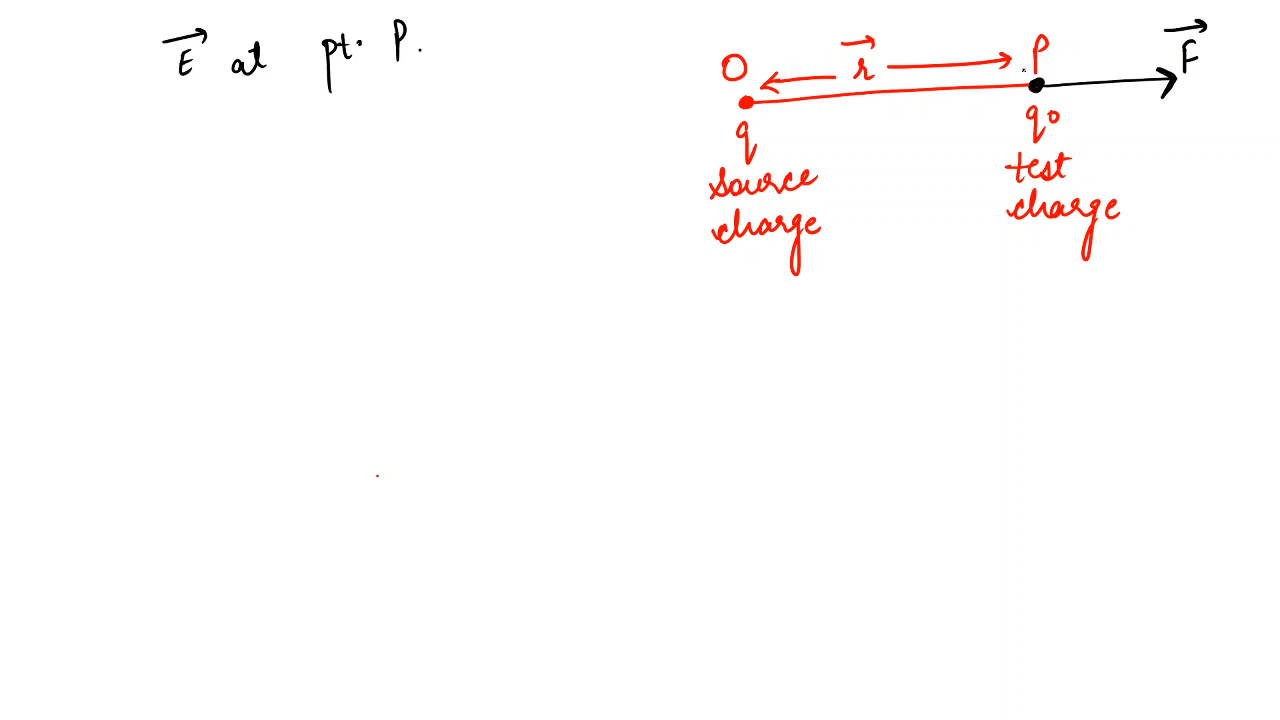 E at pt. P.
O r P F
q q₀
source charge
test charge